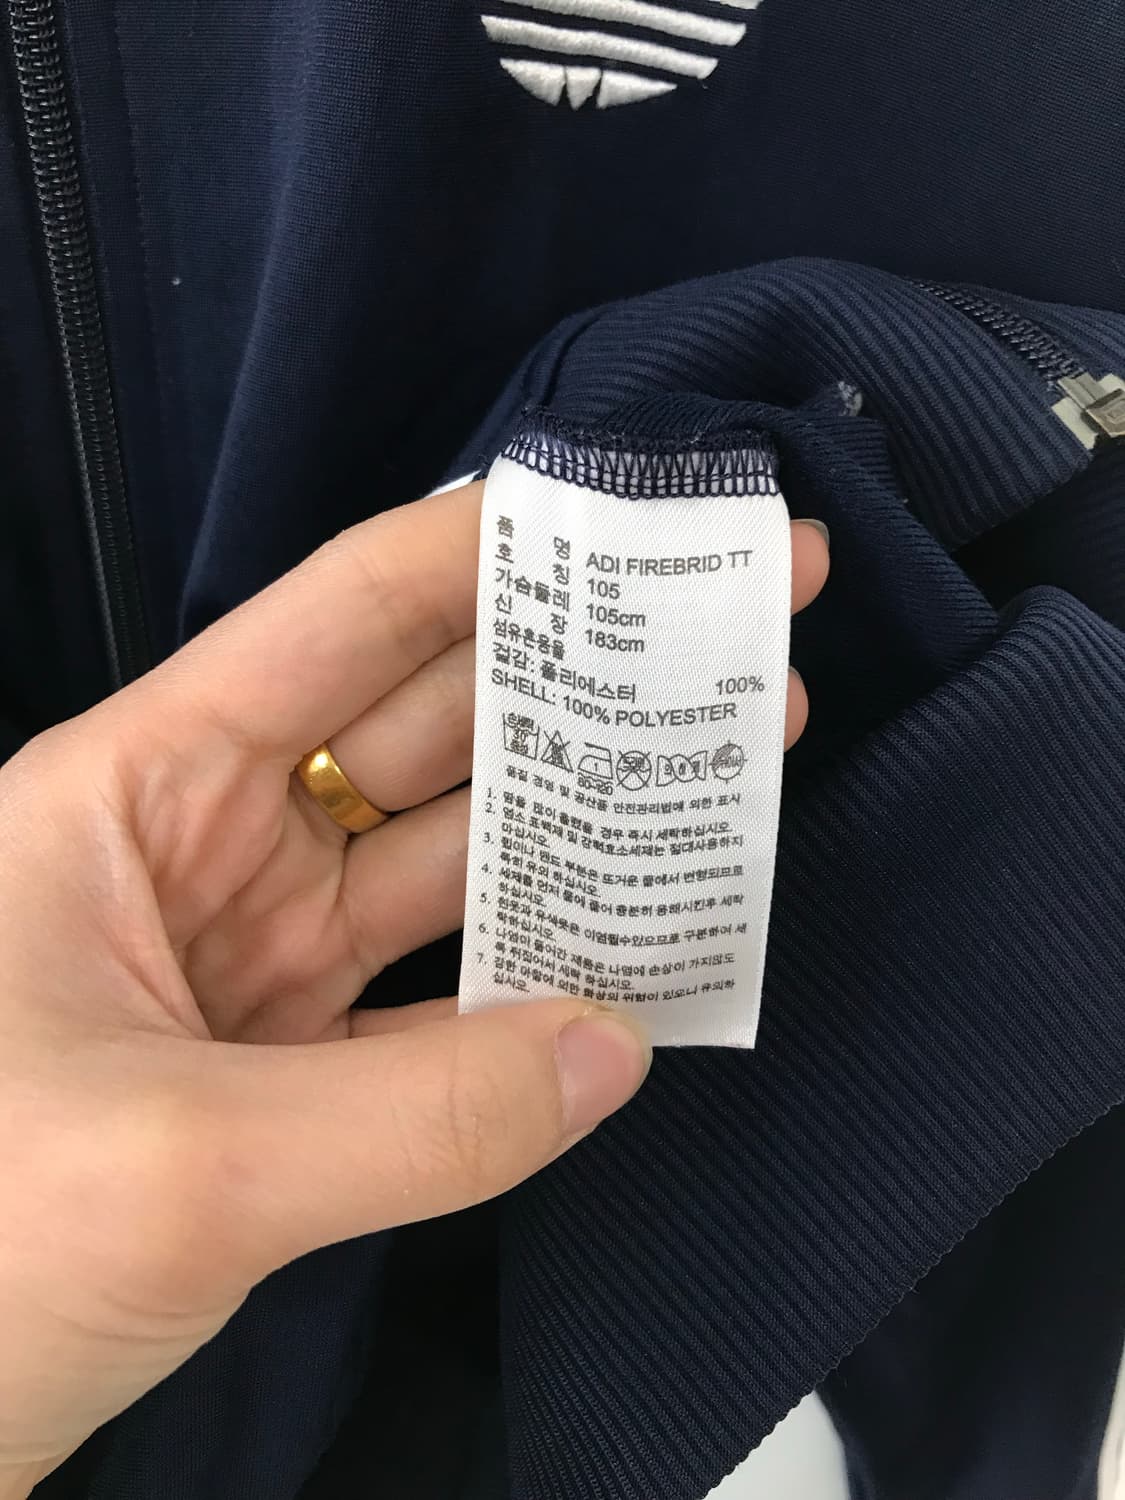 품 명 ADI FIREBRID TT
호 칭 105
가슴둘레 105cm
신 장 183cm
섬유혼용율
겉감: 폴리에스터 100%
SHELL: 100% POLYESTER
80~120
품질 경영 및 공산품 안전관리법에 의한 표시
1. 땀을 많이 흘렸을 경우 즉시 세탁하십시오
2. 염소 표백제 및 강력효소세제는 절대사용하지
마십시오.
3. 힙이나 밴드 부분은 뜨거운 물에서 변형되므로
특히 유의 하십시오
4. 세제를 먼저 물에 풀어 충분히 용해시킨후 세탁
하십시오.
5. 흰옷과 유색옷은 이염될수있으므로 구분하여 세
탁하십시오.
6. 나염이 들어간 제품은 나염에 손상이 가지않도
록 뒤집어서 세탁 하십시오.
7. 강한 마찰에 의한 화상의 위험이 있으니 유의하
십시오.